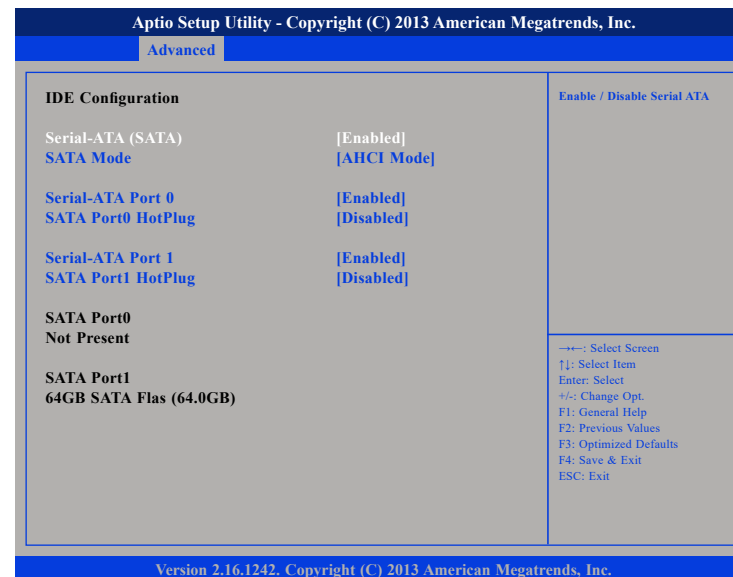 Aptio Setup Utility - Copyright (C) 2013 American Megatrends, Inc.
Advanced
IDE Configuration
Serial-ATA (SATA) [Enabled]
SATA Mode [AHCI Mode]
Serial-ATA Port 0 [Enabled]
SATA Port0 HotPlug [Disabled]
Serial-ATA Port 1 [Enabled]
SATA Port1 HotPlug [Disabled]
SATA Port0
Not Present
SATA Port1
64GB SATA Flas (64.0GB)
Enable / Disable Serial ATA
→←: Select Screen
↑↓: Select Item
Enter: Select
+/-: Change Opt.
F1: General Help
F2: Previous Values
F3: Optimized Defaults
F4: Save & Exit
ESC: Exit
Version 2.16.1242. Copyright (C) 2013 American Megatrends, Inc.